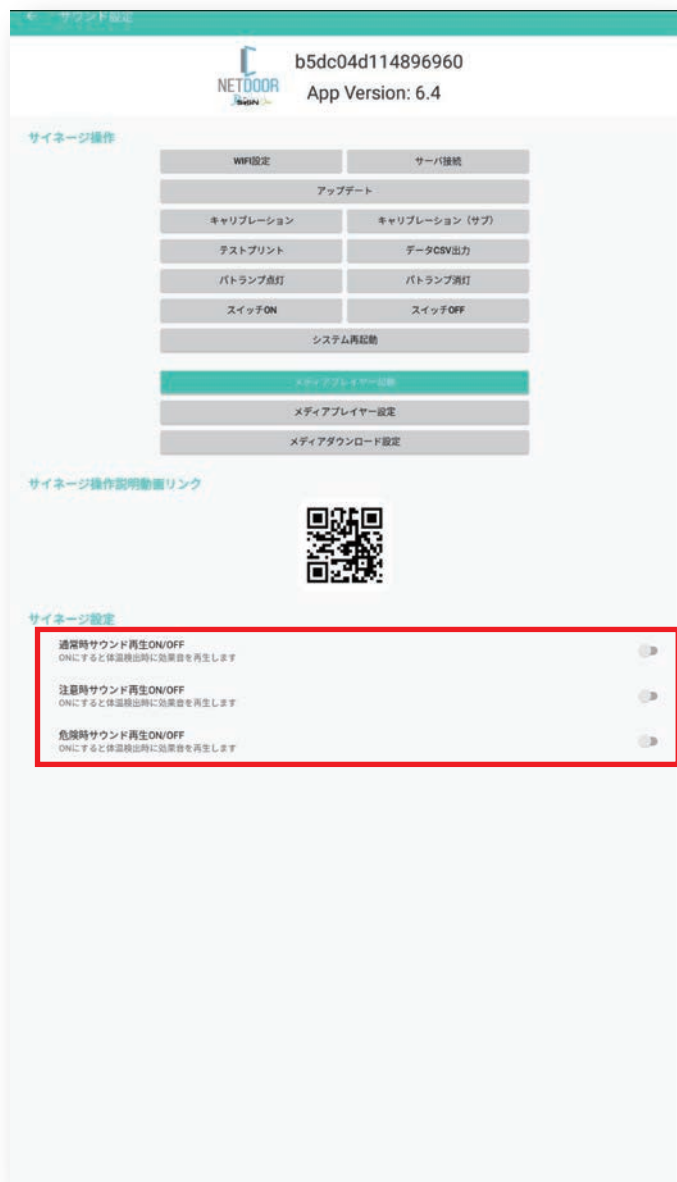 ← サウンド設定
b5dc04d114896960
NETDOOR
App Version: 6.4
サイネージ操作
WIFI設定 サーバ接続
アップデート
キャリブレーション キャリブレーション（サブ）
テストプリント データCSV出力
パトランプ点灯 パトランプ消灯
スイッチON スイッチOFF
システム再起動
メディアプレイヤー起動
メディアプレイヤー設定
メディアダウンロード設定
サイネージ操作説明動画リンク
サイネージ設定
通常時サウンド再生ON/OFF
ONにすると体温検出時に効果音を再生します
注意時サウンド再生ON/OFF
ONにすると体温検出時に効果音を再生します
危険時サウンド再生ON/OFF
ONにすると体温検出時に効果音を再生します